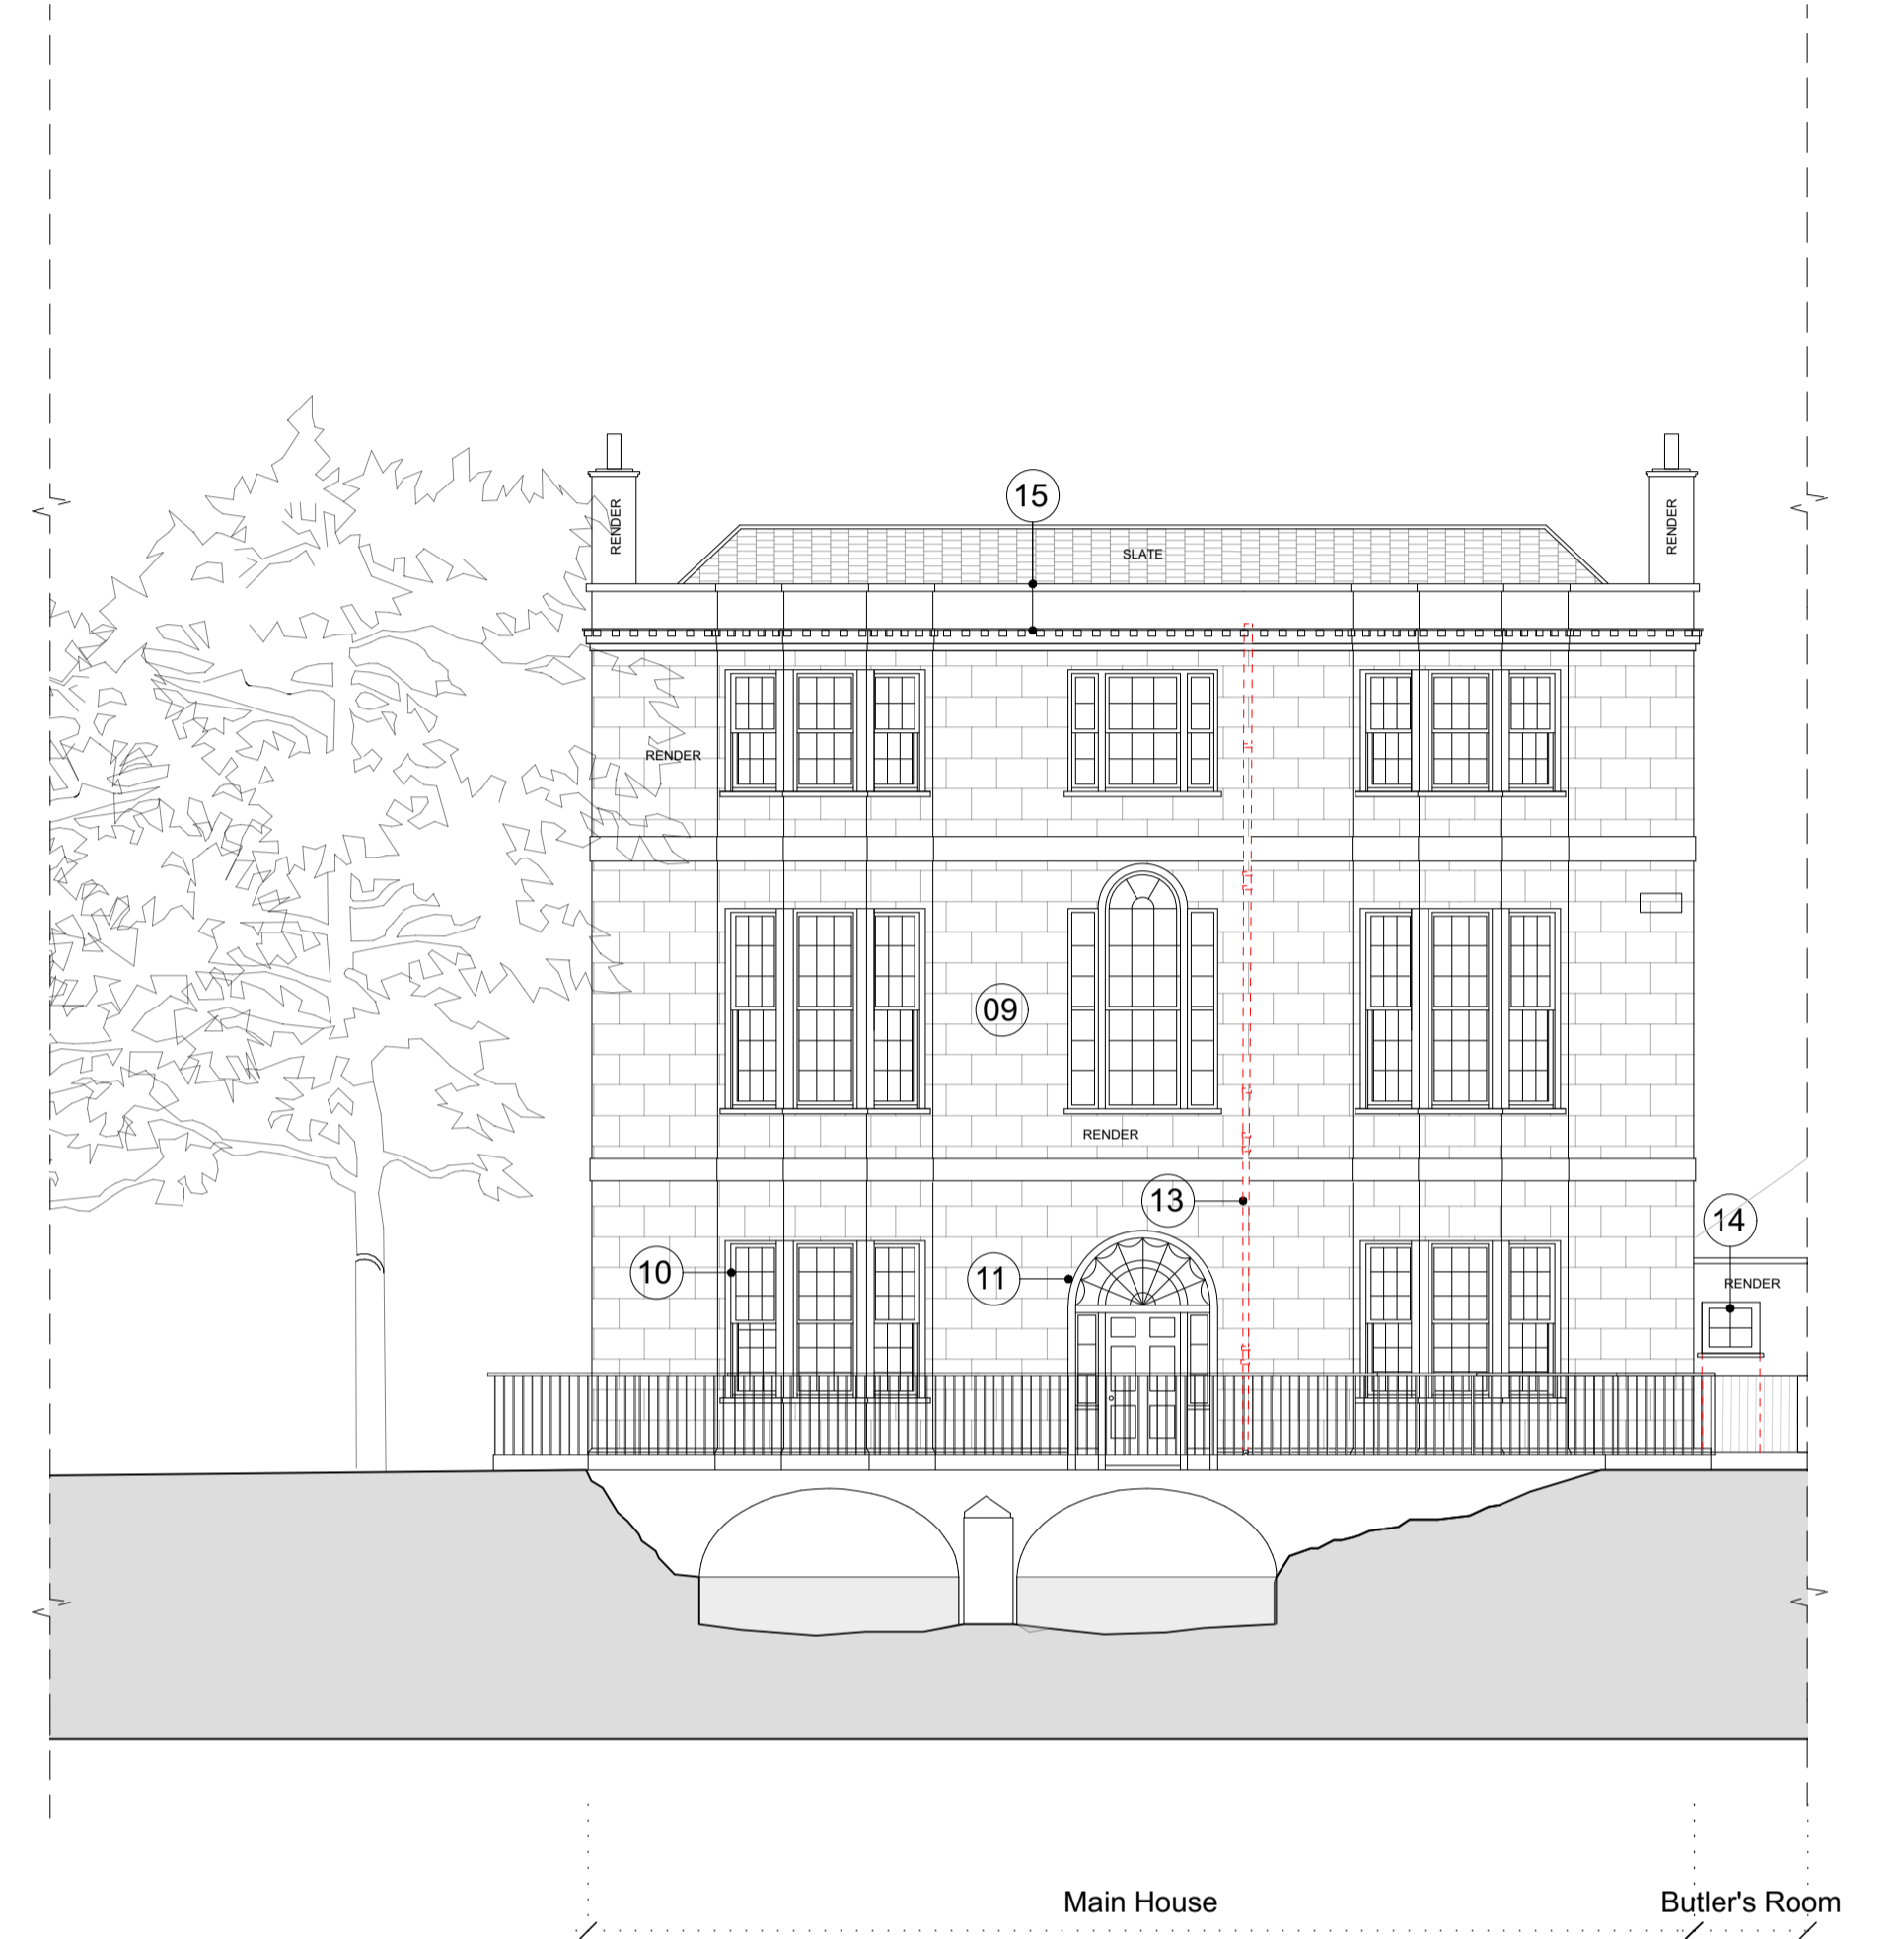 15
RENDER
RENDER
SLATE
RENDER
09
RENDER
13
14
10
11
RENDER
Main House
Butler's Room